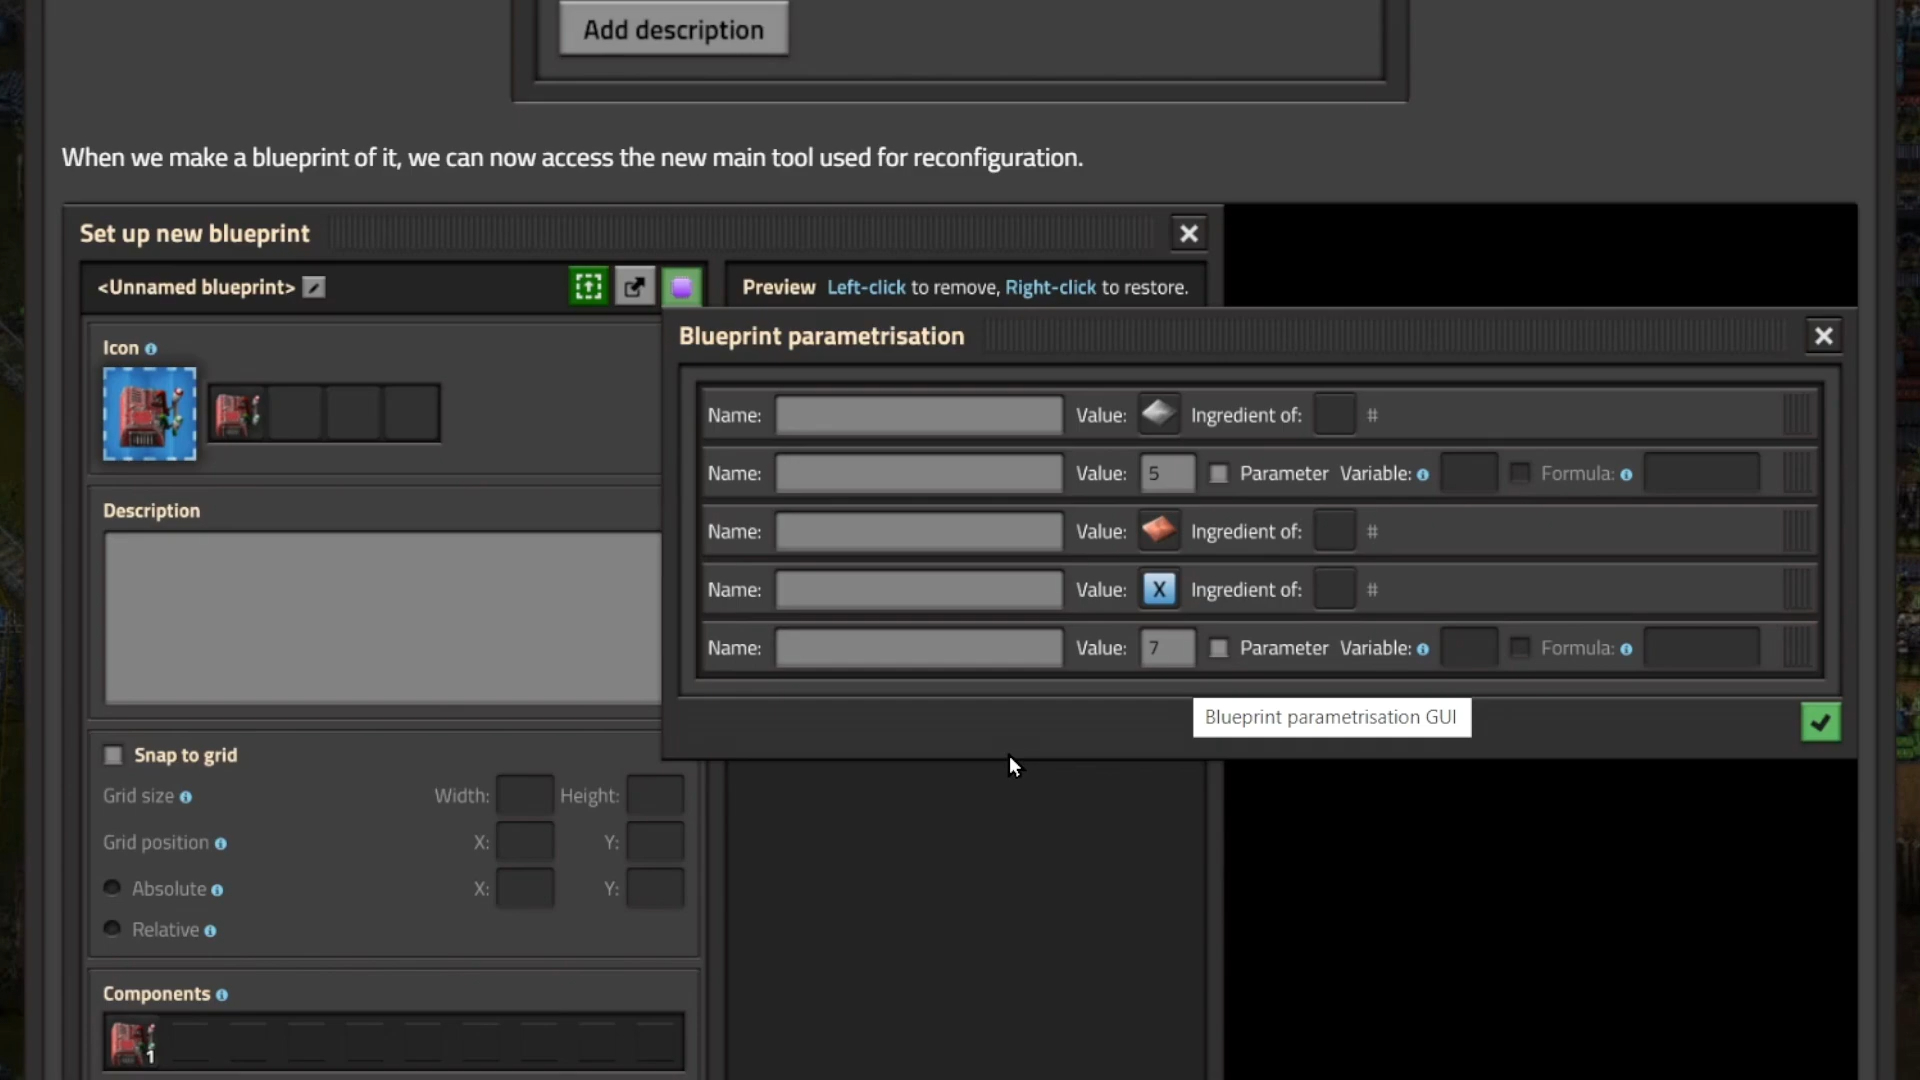 Add description
When we make a blueprint of it, we can now access the new main tool used for reconfiguration.
Set up new blueprint
<Unnamed blueprint>
Preview Left-click to remove, Right-click to restore.
Icon
Blueprint parametrisation
Name: Value: Ingredient of: #
Name: Value: 5 Parameter Variable: Formula:
Name: Value: Ingredient of: #
Name: Value: X Ingredient of: #
Name: Value: 7 Parameter Variable: Formula:
Blueprint parametrisation GUI
Description
Snap to grid
Grid size Width: Height:
Grid position X: Y:
Absolute X: Y:
Relative
Components
1